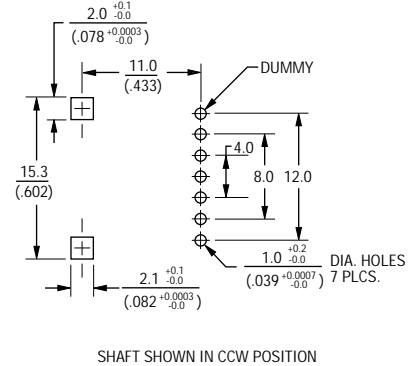 2.0 +0.1 -0.0
(.078 +0.0003 -0.0)
11.0
(.433)
DUMMY
4.0
15.3
(.602)
8.0
12.0
2.1 +0.1 -0.0
(.082 +0.0003 -0.0)
1.0 +0.2 -0.0
(.039 +0.0007 -0.0)
DIA. HOLES
7 PLCS.
SHAFT SHOWN IN CCW POSITION